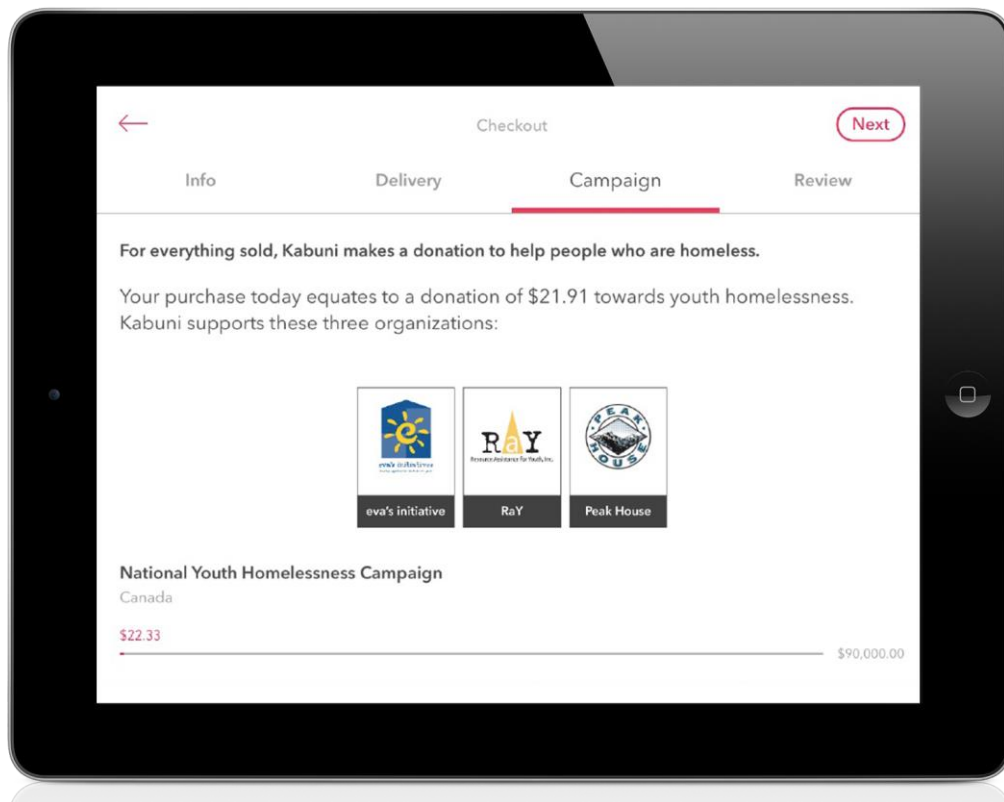 Checkout
Next
Info
Delivery
Campaign
Review
For everything sold, Kabuni makes a donation to help people who are homeless.
Your purchase today equates to a donation of $21.91 towards youth homelessness.
Kabuni supports these three organizations:
e
eva's initiatives
RaY
Resource Assistance For Youth, Inc.
PEAK
HOUSE
eva's initiative
RaY
Peak House
National Youth Homelessness Campaign
Canada
$22.33
$90,000.00